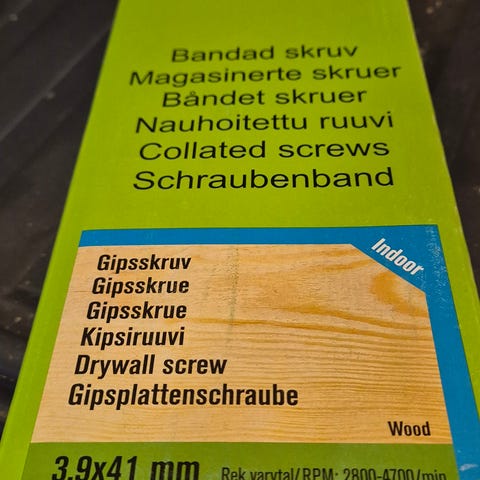 Bandad skruv
Magasinerte skruer
Båndet skruer
Nauhoitettu ruuvi
Collated screws
Schraubenband
Indoor
Gipsskruv
Gipsskrue
Gipsskrue
Kipsiruuvi
Drywall screw
Gipsplattenschraube
Wood
3,9x41 mm Rek varvtal/RPM: 2800-4700/min